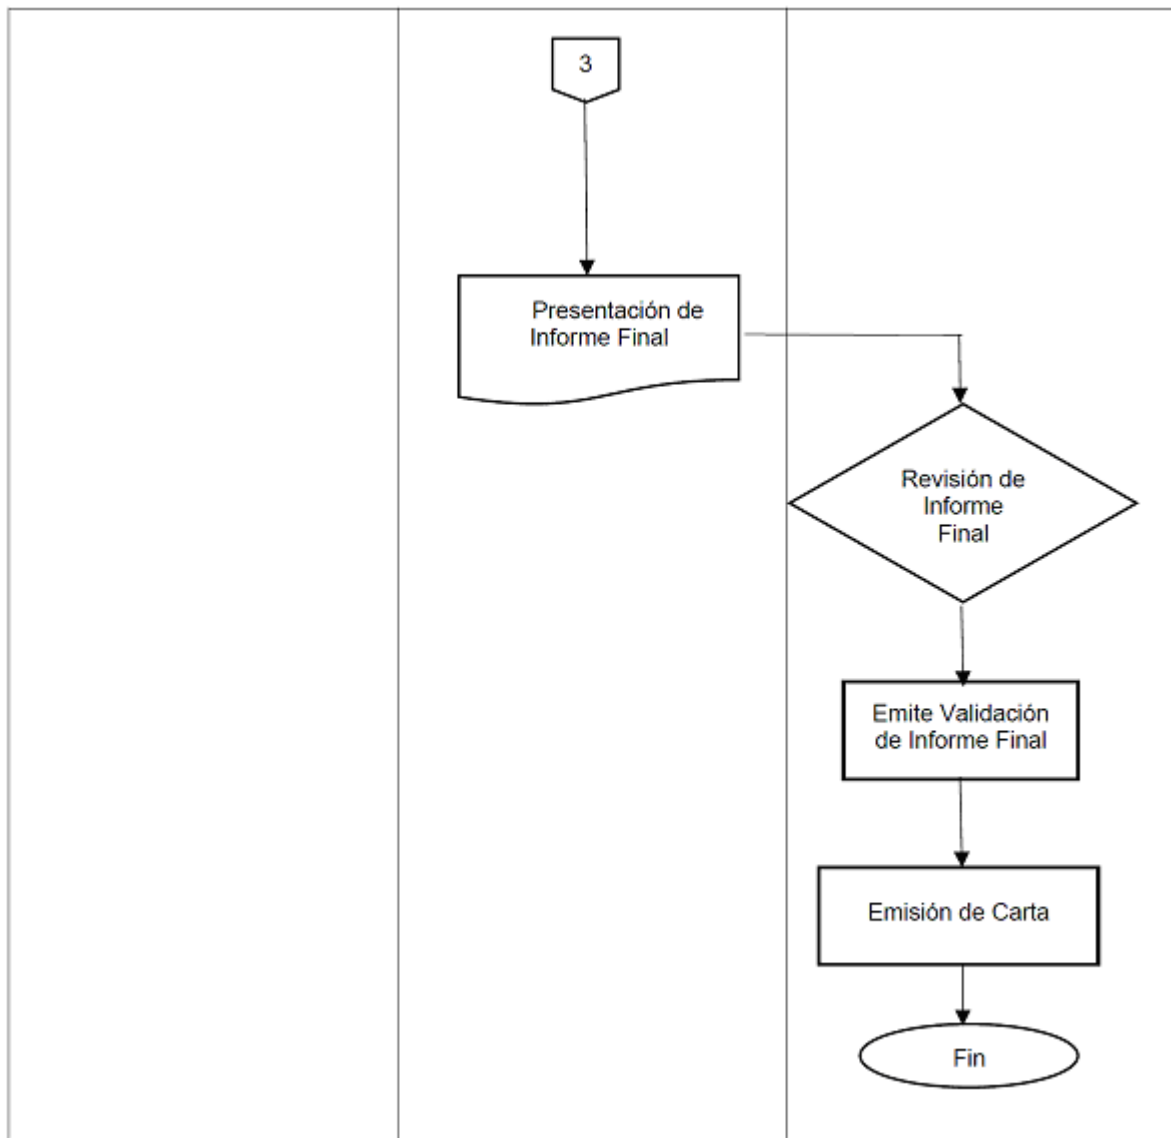 3
Presentación de
Informe Final
Revisión de
Informe
Final
Emite Validación
de Informe Final
Emisión de Carta
Fin